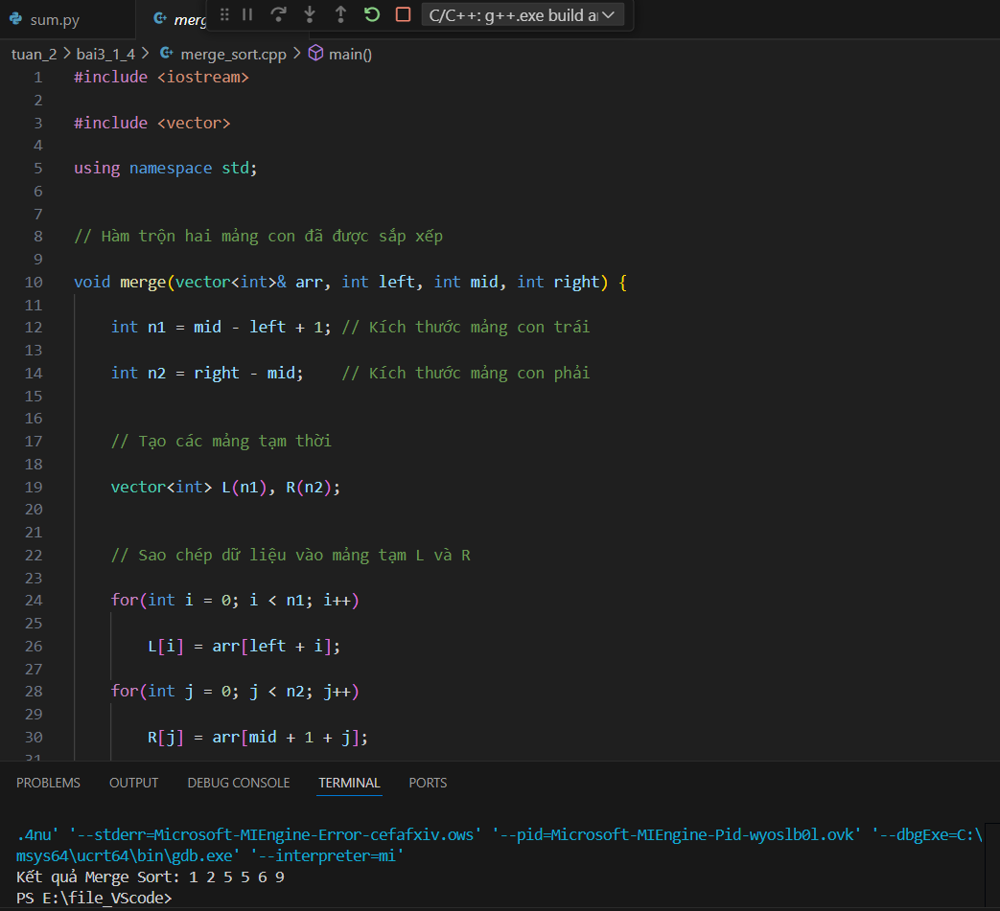 sum.py
merg
C/C++: g++.exe build a
tuan_2 > bai3_1_4 > merge_sort.cpp > main()
1 #include <iostream>
2
3 #include <vector>
4
5 using namespace std;
6
7
8 // Hàm trộn hai mảng con đã được sắp xếp
9
10 void merge(vector<int>& arr, int left, int mid, int right) {
11
12 int n1 = mid - left + 1; // Kích thước mảng con trái
13
14 int n2 = right - mid; // Kích thước mảng con phải
15
16
17 // Tạo các mảng tạm thời
18
19 vector<int> L(n1), R(n2);
20
21
22 // Sao chép dữ liệu vào mảng tạm L và R
23
24 for(int i = 0; i < n1; i++)
25
26 L[i] = arr[left + i];
27
28 for(int j = 0; j < n2; j++)
29
30 R[j] = arr[mid + 1 + j];
31
PROBLEMS OUTPUT DEBUG CONSOLE TERMINAL PORTS
.4nu' '--stderr=Microsoft-MIEngine-Error-cefafxiv.ows' '--pid=Microsoft-MIEngine-Pid-wyoslb0l.ovk' '--dbgExe=C:\
msys64\ucrt64\bin\gdb.exe' '--interpreter=mi'
Kết quả Merge Sort: 1 2 5 5 6 9
PS E:\file_VScode>